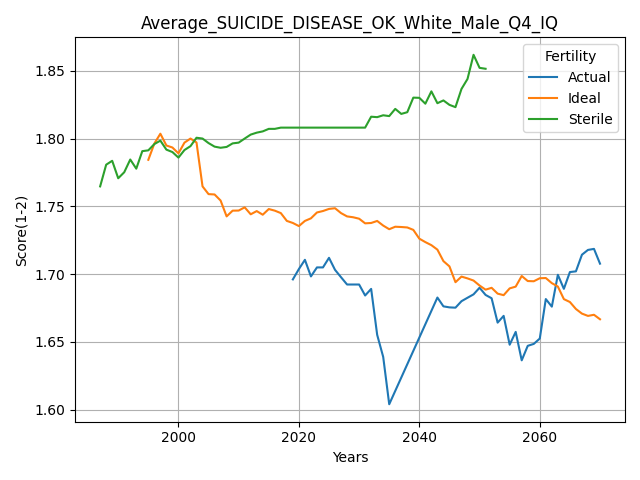 Average_SUICIDE_DISEASE_OK_White_Male_Q4_IQ
Fertility
Actual
Ideal
Sterile
Score(1-2)
1.85
1.80
1.75
1.70
1.65
1.60
2000
2020
2040
2060
Years